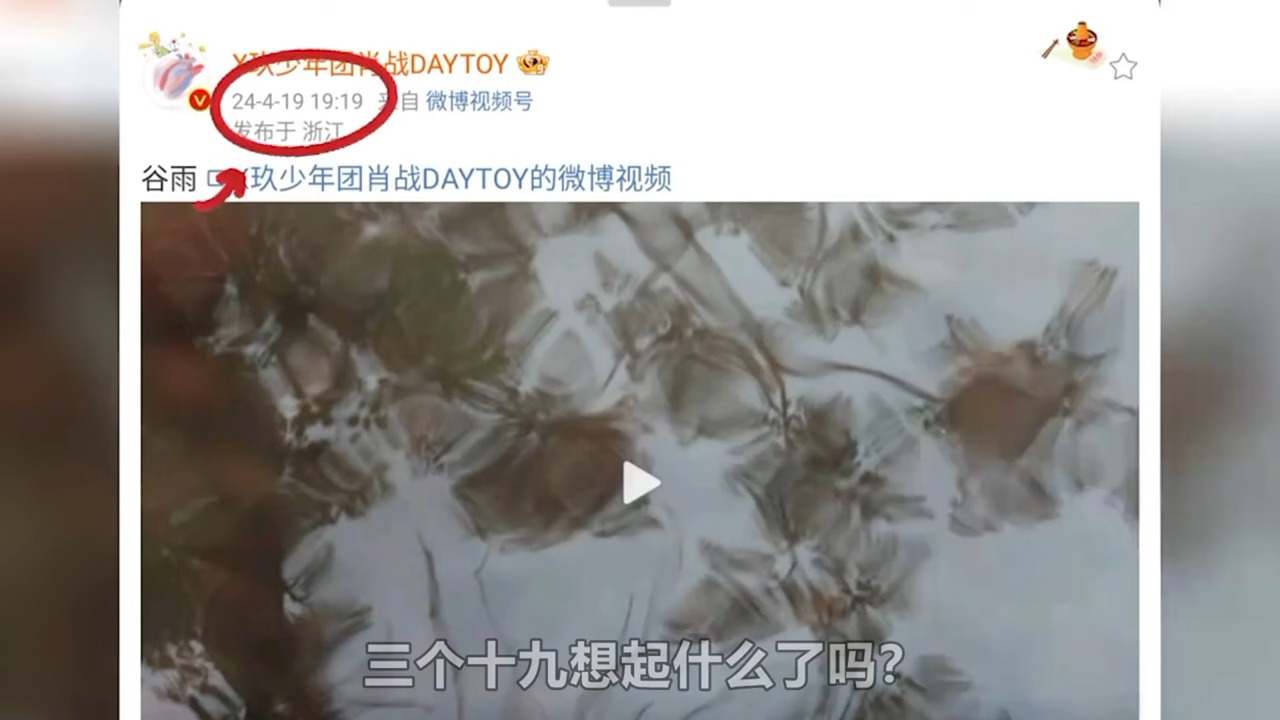 X玖少年团肖战DAYTOY
24-4-19 19:19 来自 微博视频号
发布于 浙江
谷雨 X玖少年团肖战DAYTOY的微博视频
三个十九想起什么了吗?